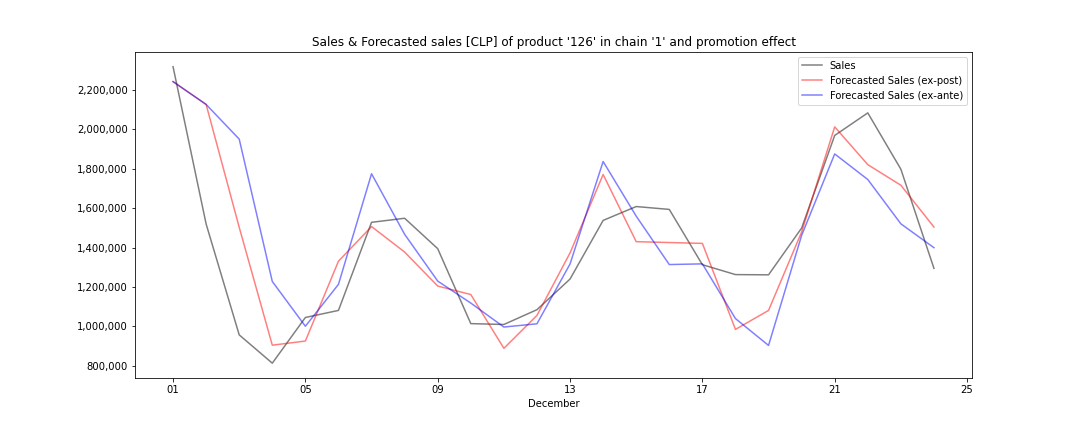 Sales & Forecasted sales [CLP] of product '126' in chain '1' and promotion effect
Sales
Forecasted Sales (ex-post)
Forecasted Sales (ex-ante)
2,200,000
2,000,000
1,800,000
1,600,000
1,400,000
1,200,000
1,000,000
800,000
01 05 09 13 17 21 25
December